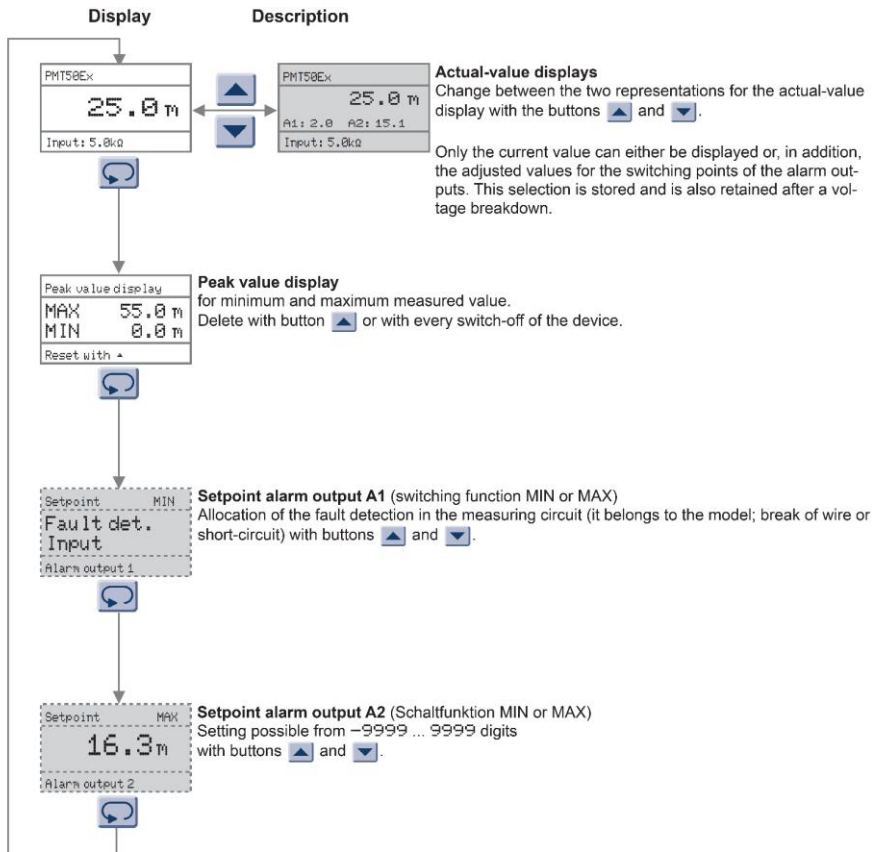 Display
Description
PMT50Ex
25.0 m
Input: 5.0kΩ
PMT50Ex
25.0 m
A1: 2.0 A2: 15.1
Input: 5.0kΩ
Actual-value displays
Change between the two representations for the actual-value
display with the buttons ▲ and ▼.
Only the current value can either be displayed or, in addition,
the adjusted values for the switching points of the alarm out-
puts. This selection is stored and is also retained after a vol-
tage breakdown.
Peak value display
MAX 55.0 m
MIN 0.0 m
Reset with ▲
Peak value display
for minimum and maximum measured value.
Delete with button ▲ or with every switch-off of the device.
Setpoint MIN
Fault det.
Input
Alarm output 1
Setpoint alarm output A1 (switching function MIN or MAX)
Allocation of the fault detection in the measuring circuit (it belongs to the model; break of wire or
short-circuit) with buttons ▲ and ▼.
Setpoint MAX
16.3 m
Alarm output 2
Setpoint alarm output A2 (Schaltfunktion MIN or MAX)
Setting possible from −9999 ... 9999 digits
with buttons ▲ and ▼.